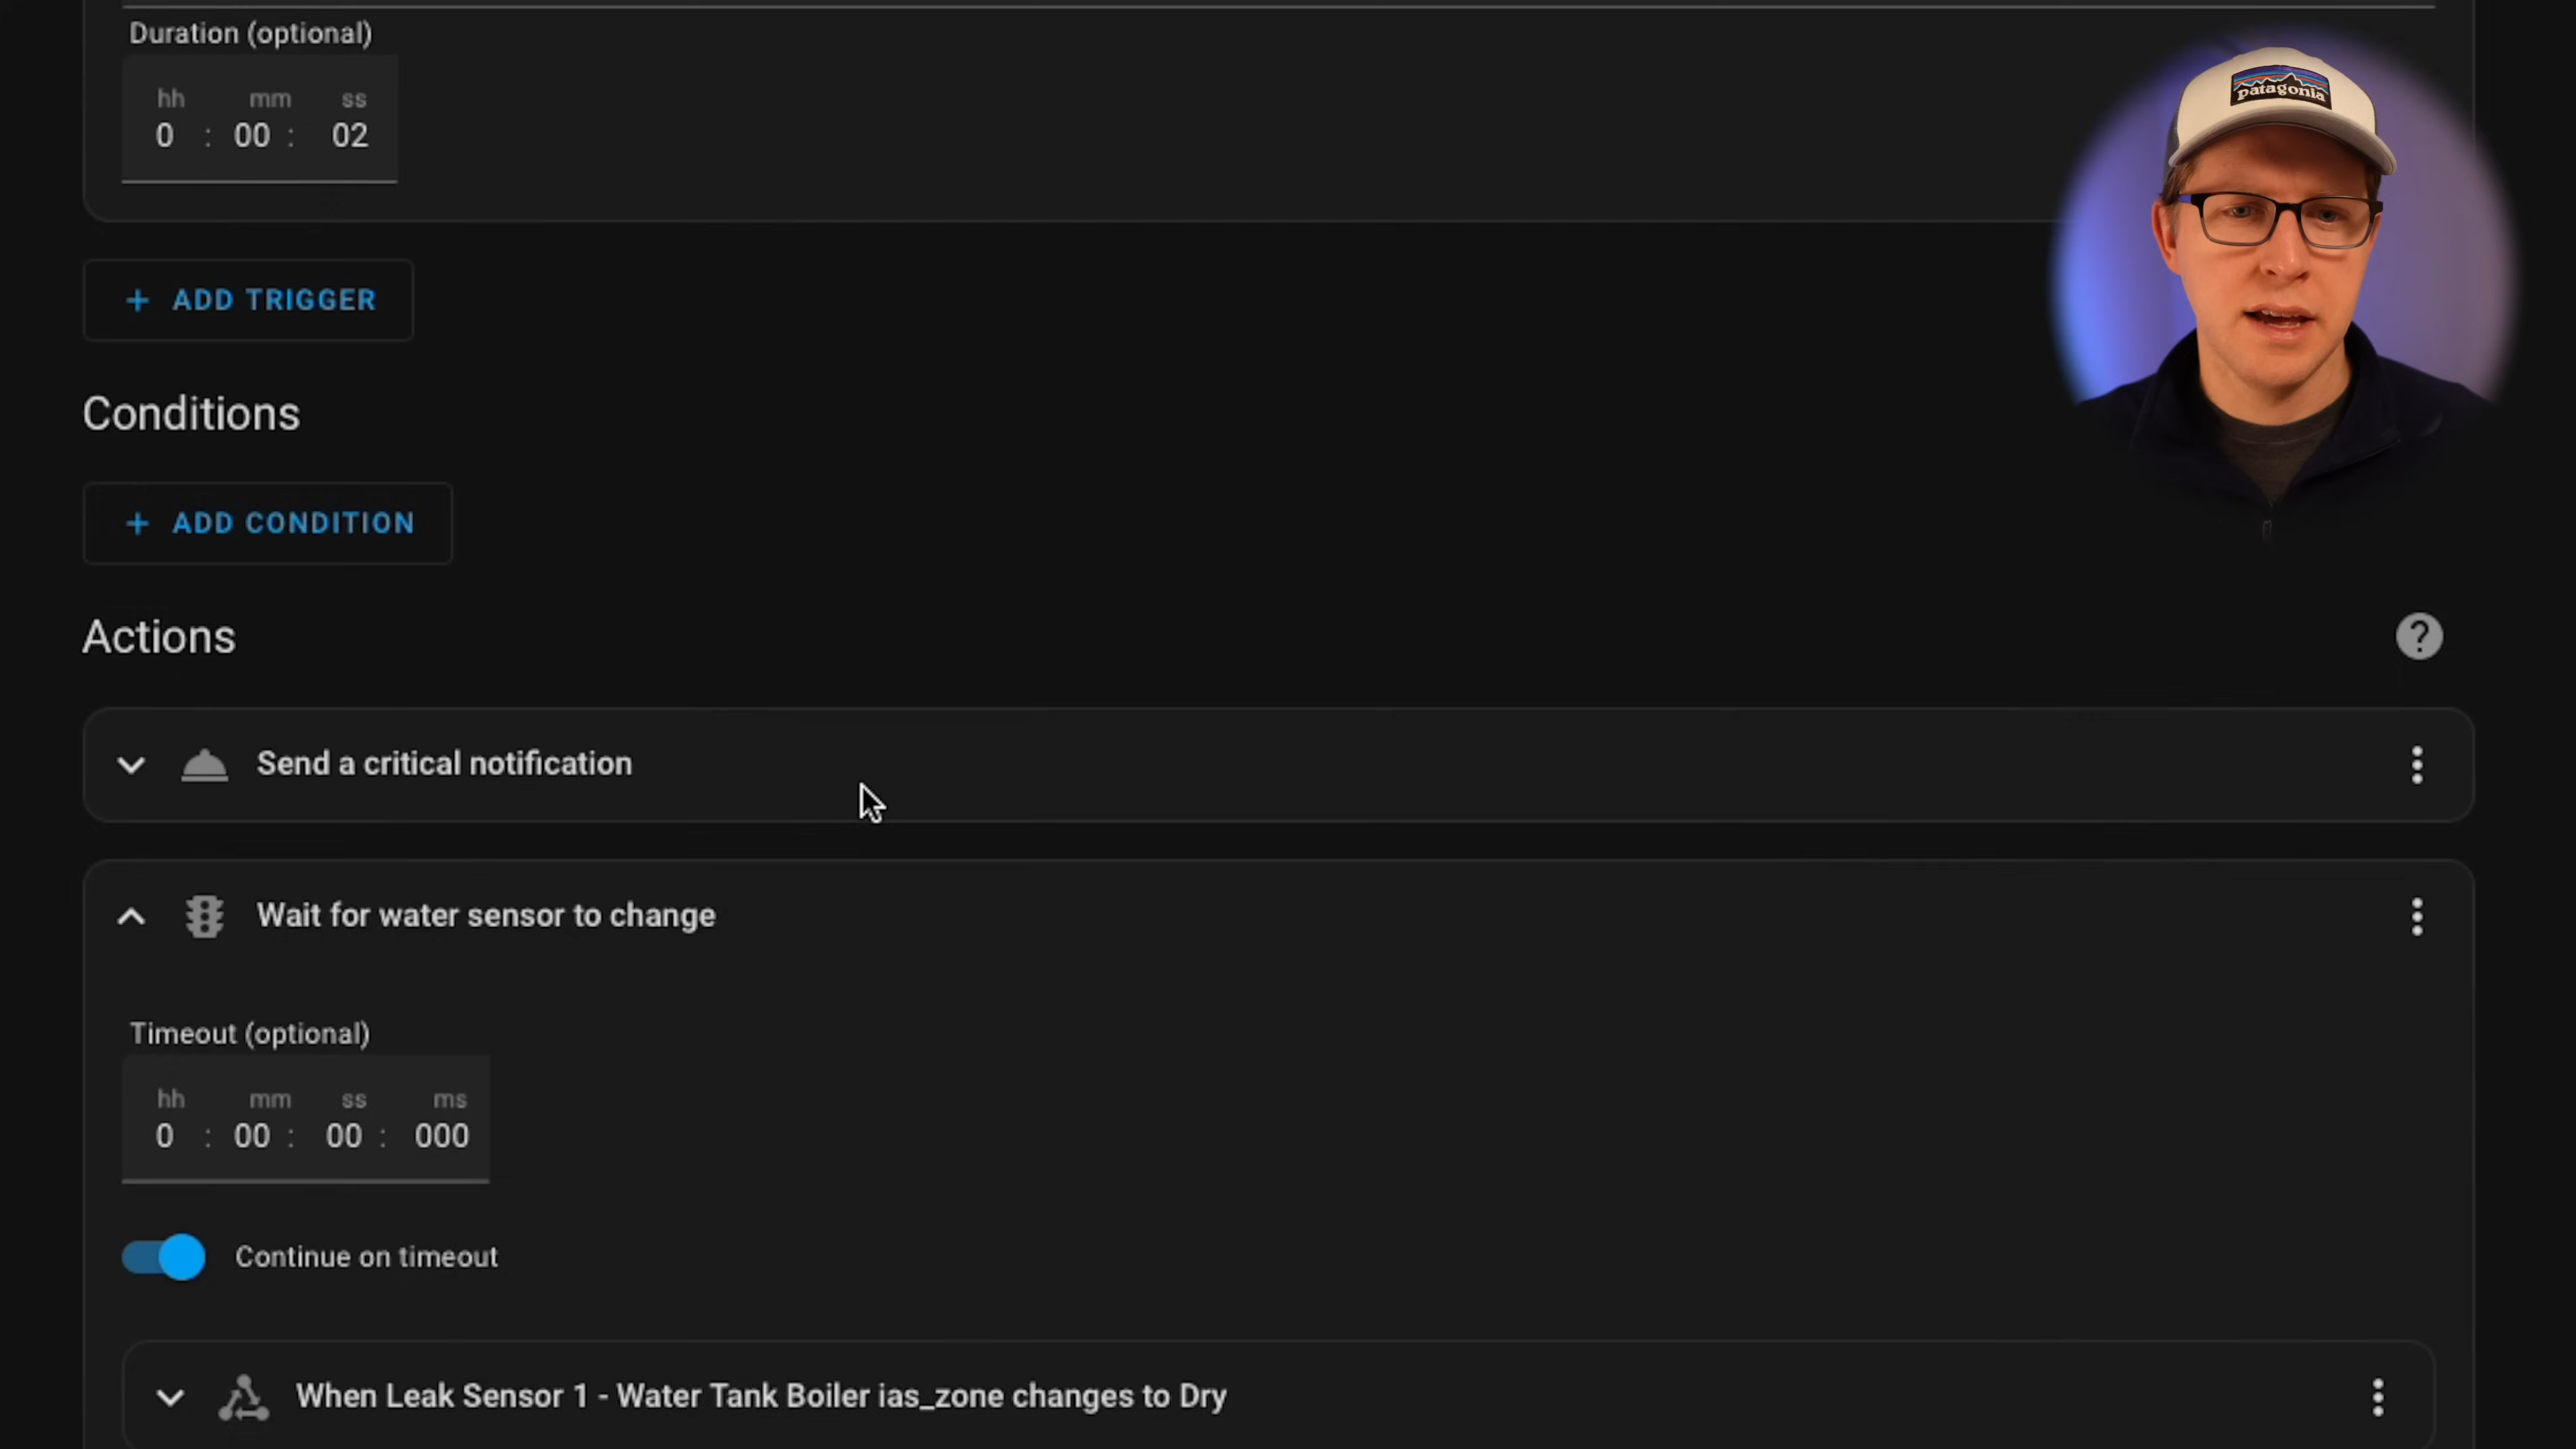 Duration (optional)
hh mm ss
0 : 00 : 02
patagonia
+ ADD TRIGGER
Conditions
+ ADD CONDITION
Actions
?
Send a critical notification
Wait for water sensor to change
Timeout (optional)
hh mm ss ms
0 : 00 : 00 : 000
Continue on timeout
When Leak Sensor 1 - Water Tank Boiler ias_zone changes to Dry